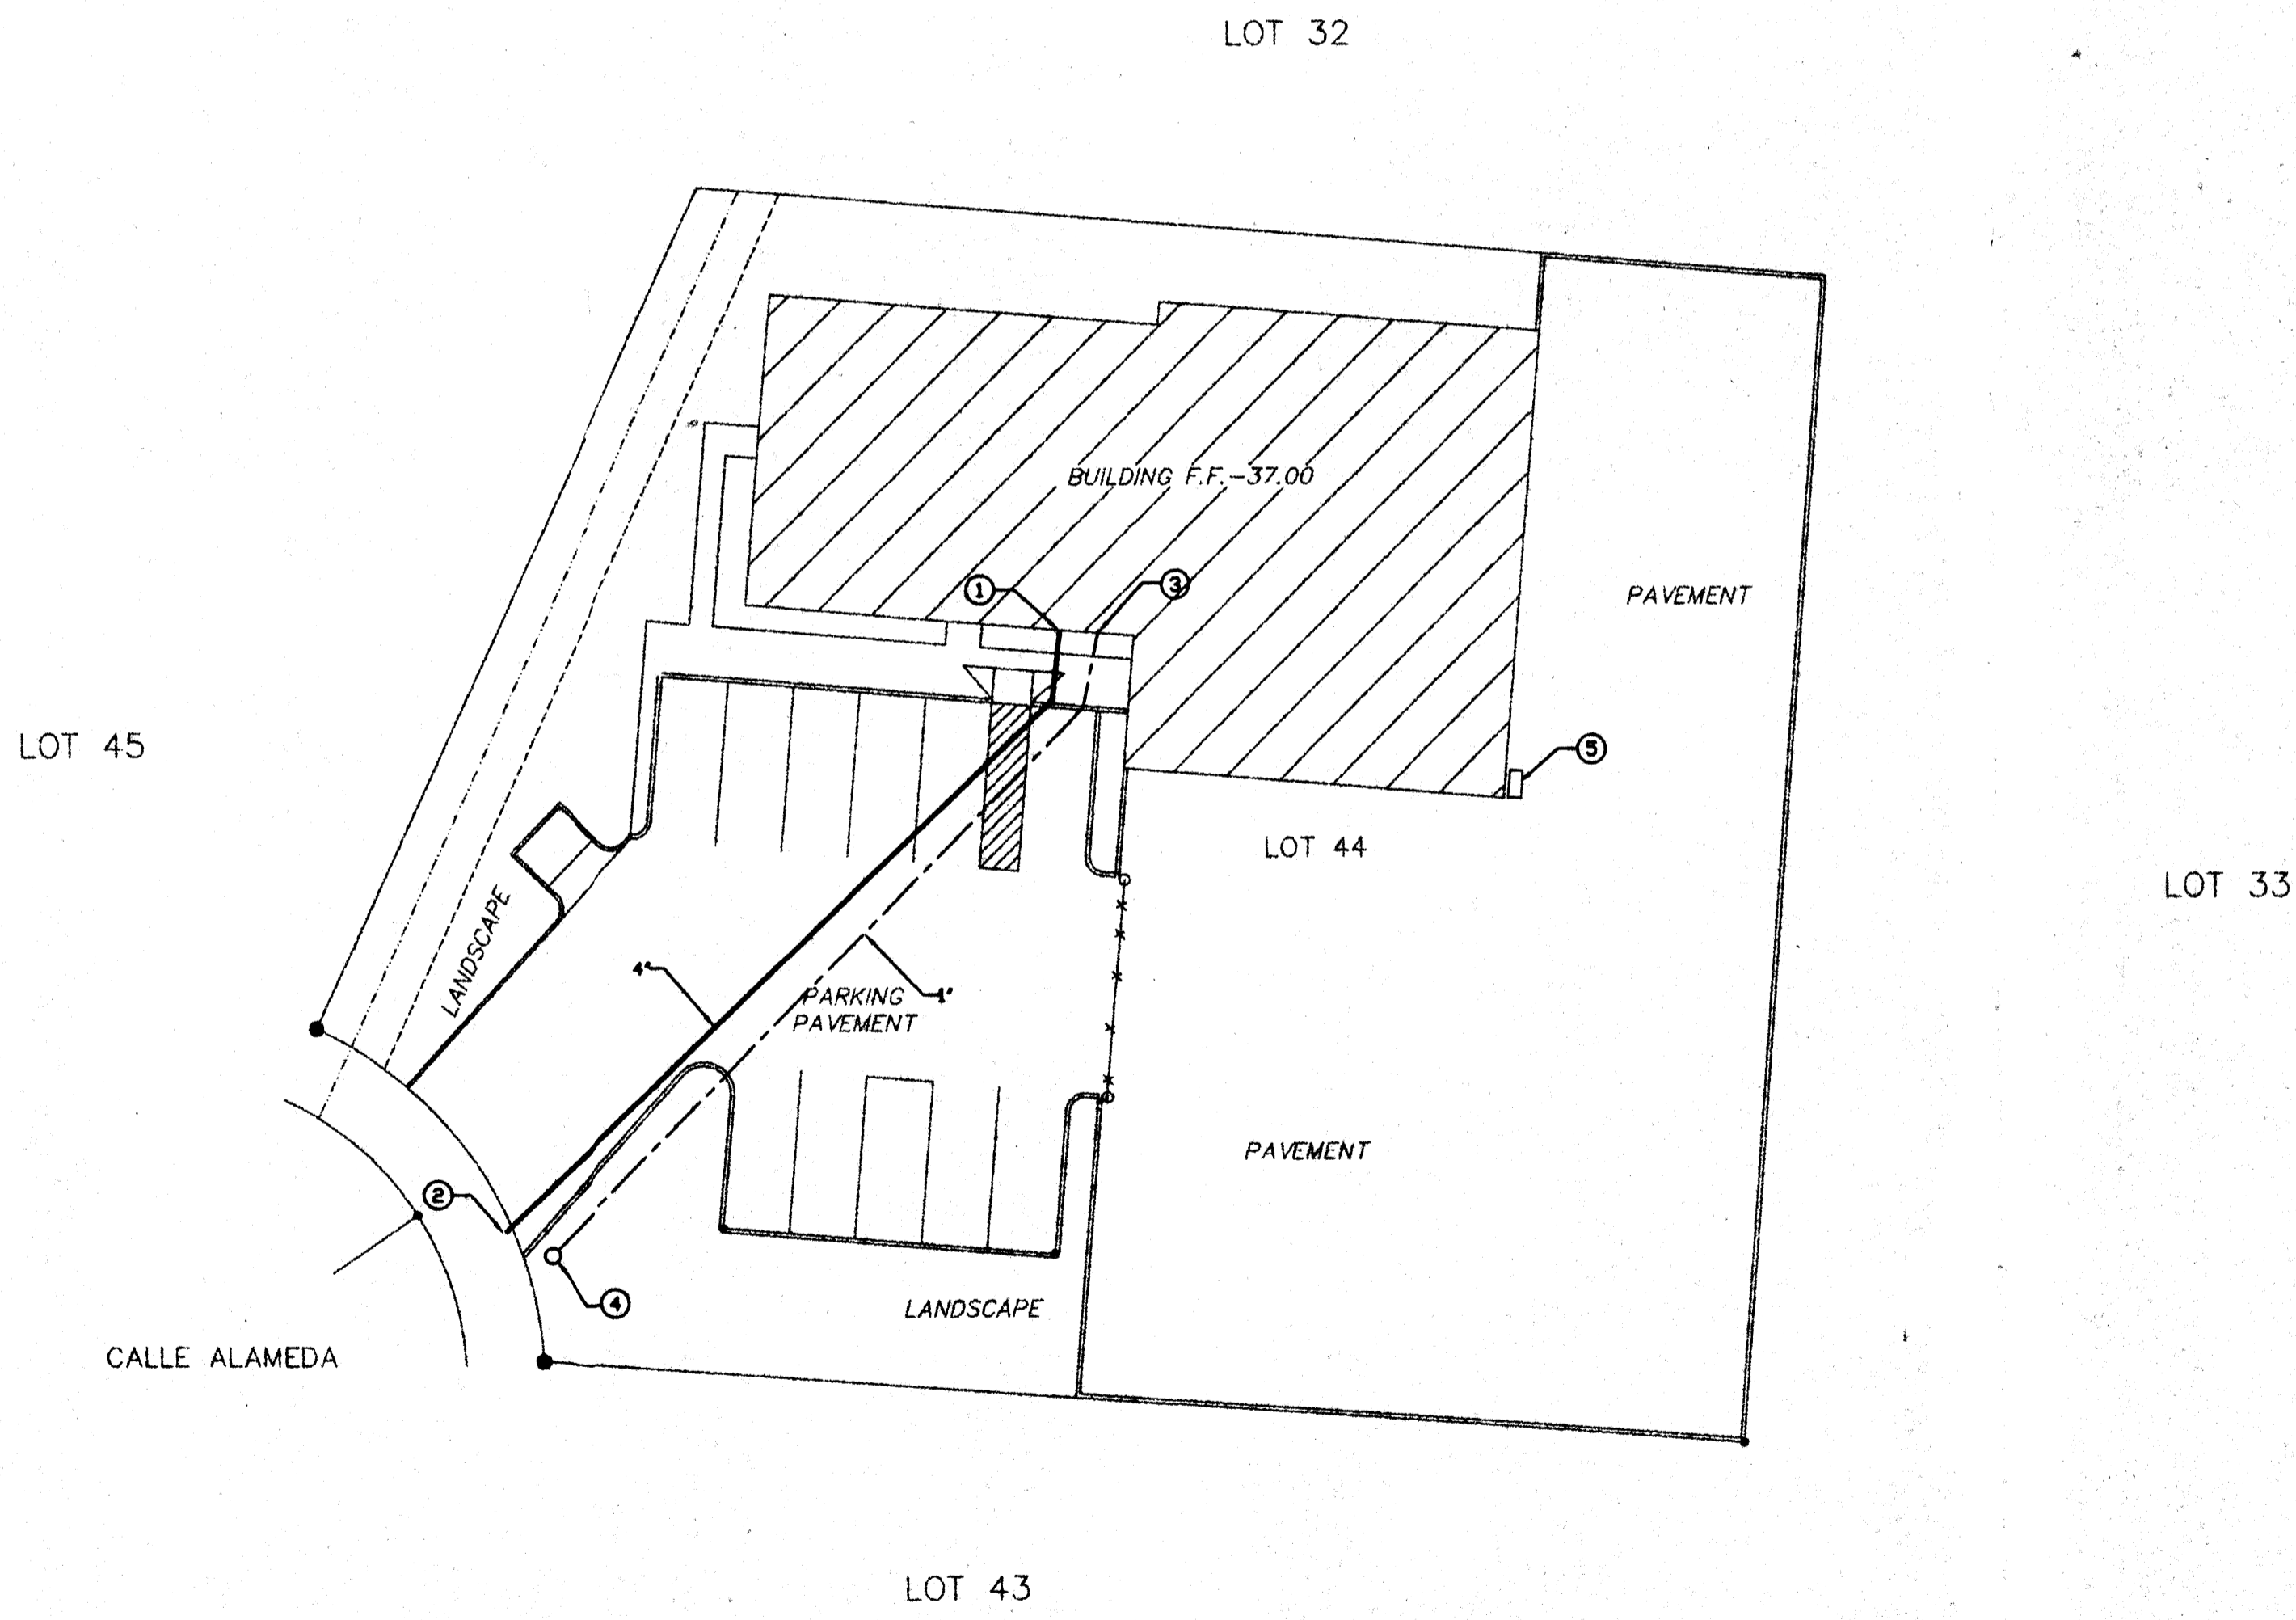 LOT 32
BUILDING F.F.-37.00
1
3
PAVEMENT
LOT 45
5
LOT 44
LOT 33
LANDSCAPE
4"
PARKING
PAVEMENT
1"
PAVEMENT
2
4
LANDSCAPE
CALLE ALAMEDA
LOT 43